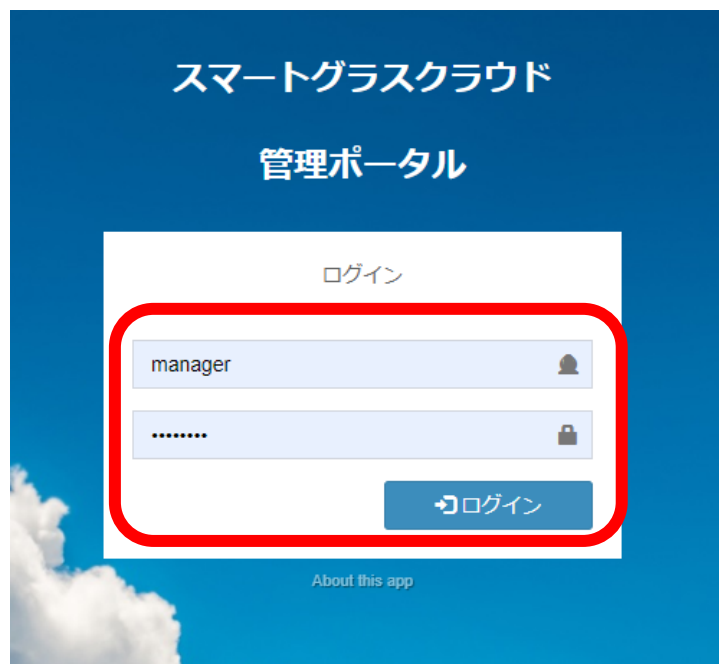 スマートグラスクラウド
管理ポータル
ログイン
manager
••••••••
ログイン
About this app